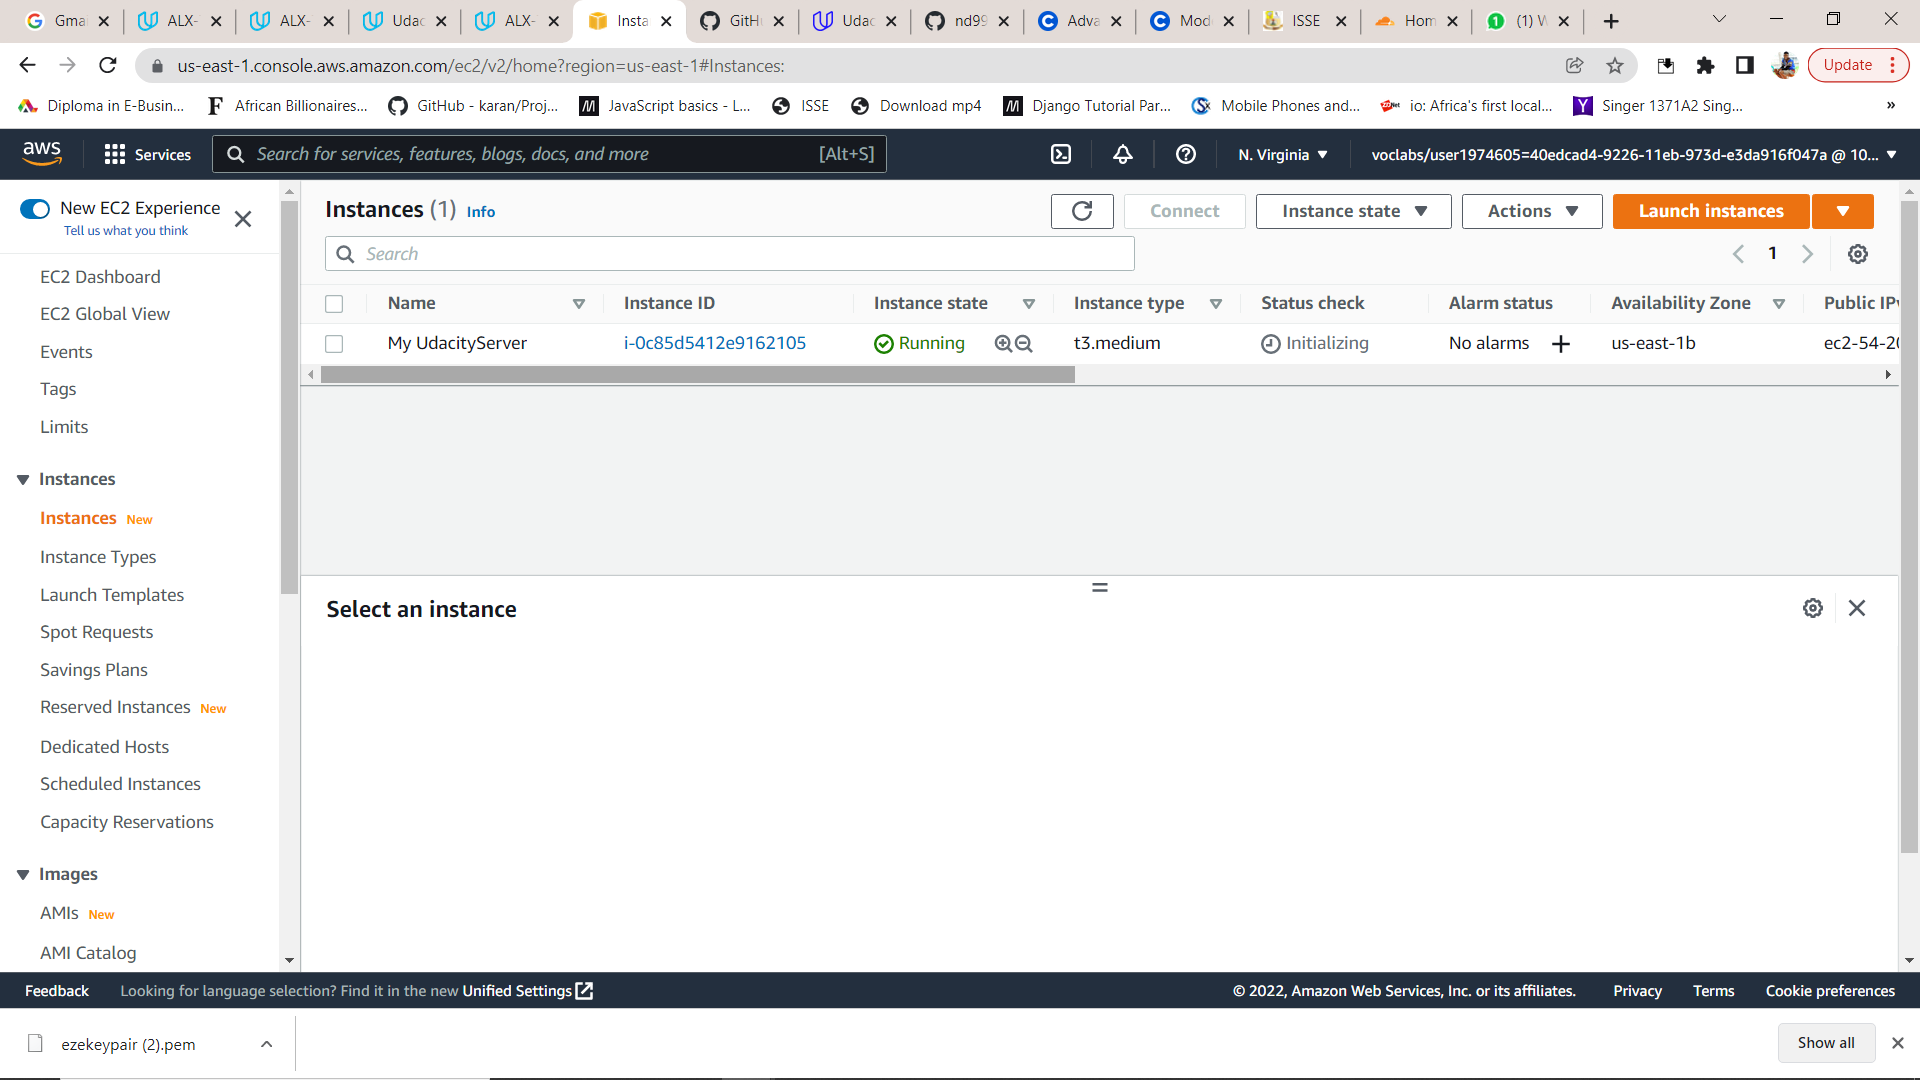 Gmai ALX- ALX- Udac ALX- Insta GitHu Udac nd99 Adva Mod ISSE Hom (1) W
us-east-1.console.aws.amazon.com/ec2/v2/home?region=us-east-1#Instances:
Update
Diploma in E-Busin... African Billionaires... GitHub - karan/Proj... JavaScript basics - L... ISSE Download mp4 Django Tutorial Par... Mobile Phones and... io: Africa's first local... Singer 1371A2 Sing... »
aws Services Search for services, features, blogs, docs, and more [Alt+S] N. Virginia voclabs/user1974605=40edcad4-9226-11eb-973d-e3da916f047a @ 10...
New EC2 Experience
Tell us what you think
EC2 Dashboard
EC2 Global View
Events
Tags
Limits
Instances
Instances New
Instance Types
Launch Templates
Spot Requests
Savings Plans
Reserved Instances New
Dedicated Hosts
Scheduled Instances
Capacity Reservations
Images
AMIs New
AMI Catalog
Instances (1) Info
Connect Instance state Actions Launch instances
Search
1
Name Instance ID Instance state Instance type Status check Alarm status Availability Zone Public IPv
My UdacityServer i-0c85d5412e9162105 Running t3.medium Initializing No alarms + us-east-1b ec2-54-20
Select an instance
Feedback Looking for language selection? Find it in the new Unified Settings © 2022, Amazon Web Services, Inc. or its affiliates. Privacy Terms Cookie preferences
ezekeypair (2).pem Show all